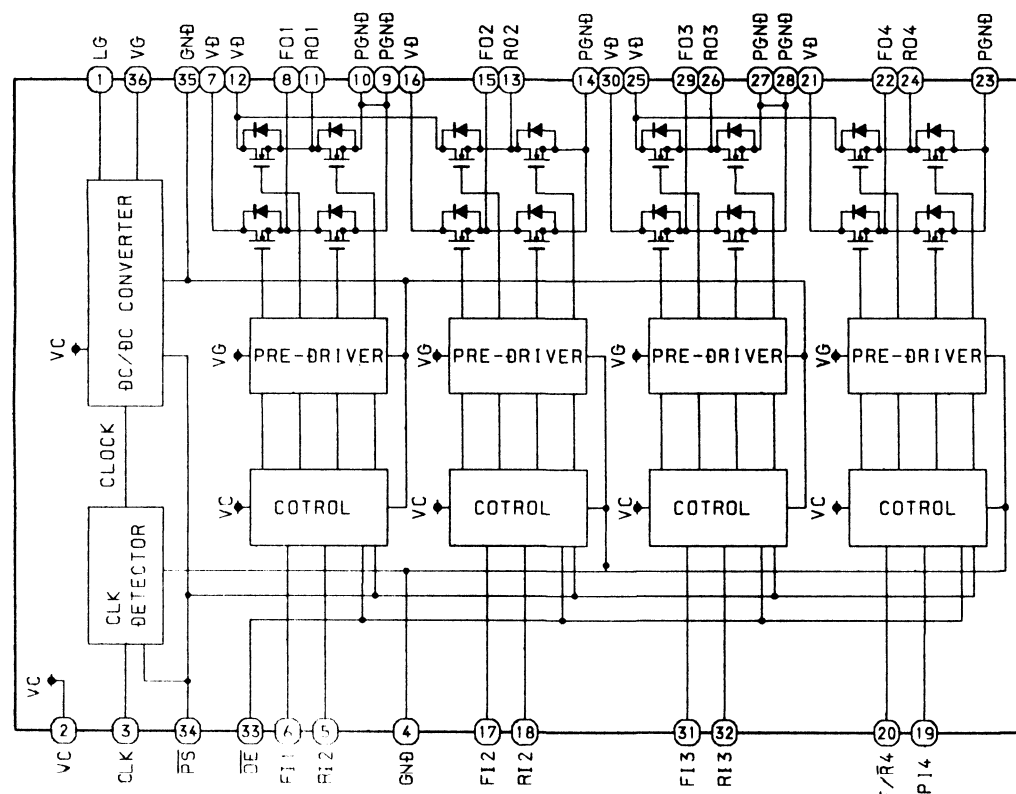 LG
VG
GND
VD
VD
FO1
RO1
PGND
PGND
VD
FO2
RO2
PGND
VD
VD
FO3
RO3
PGND
PGND
VD
FO4
RO4
PGND
1
36
35
7
12
8
11
10
9
16
15
13
14
30
25
29
26
27
28
21
22
24
23
DC/DC CONVERTER
VC
VG
PRE-DRIVER
VG
PRE-DRIVER
VG
PRE-DRIVER
VG
PRE-DRIVER
CLOCK
CLK
DETECTOR
VC
COTROL
VC
COTROL
VC
COTROL
VC
COTROL
VC
2
3
34
33
6
5
4
17
18
31
32
20
19
VC
CLK
P̅S̅
O̅E̅
FI1
RI2
GND
FI2
RI2
FI3
RI3
/R̅4
PI4